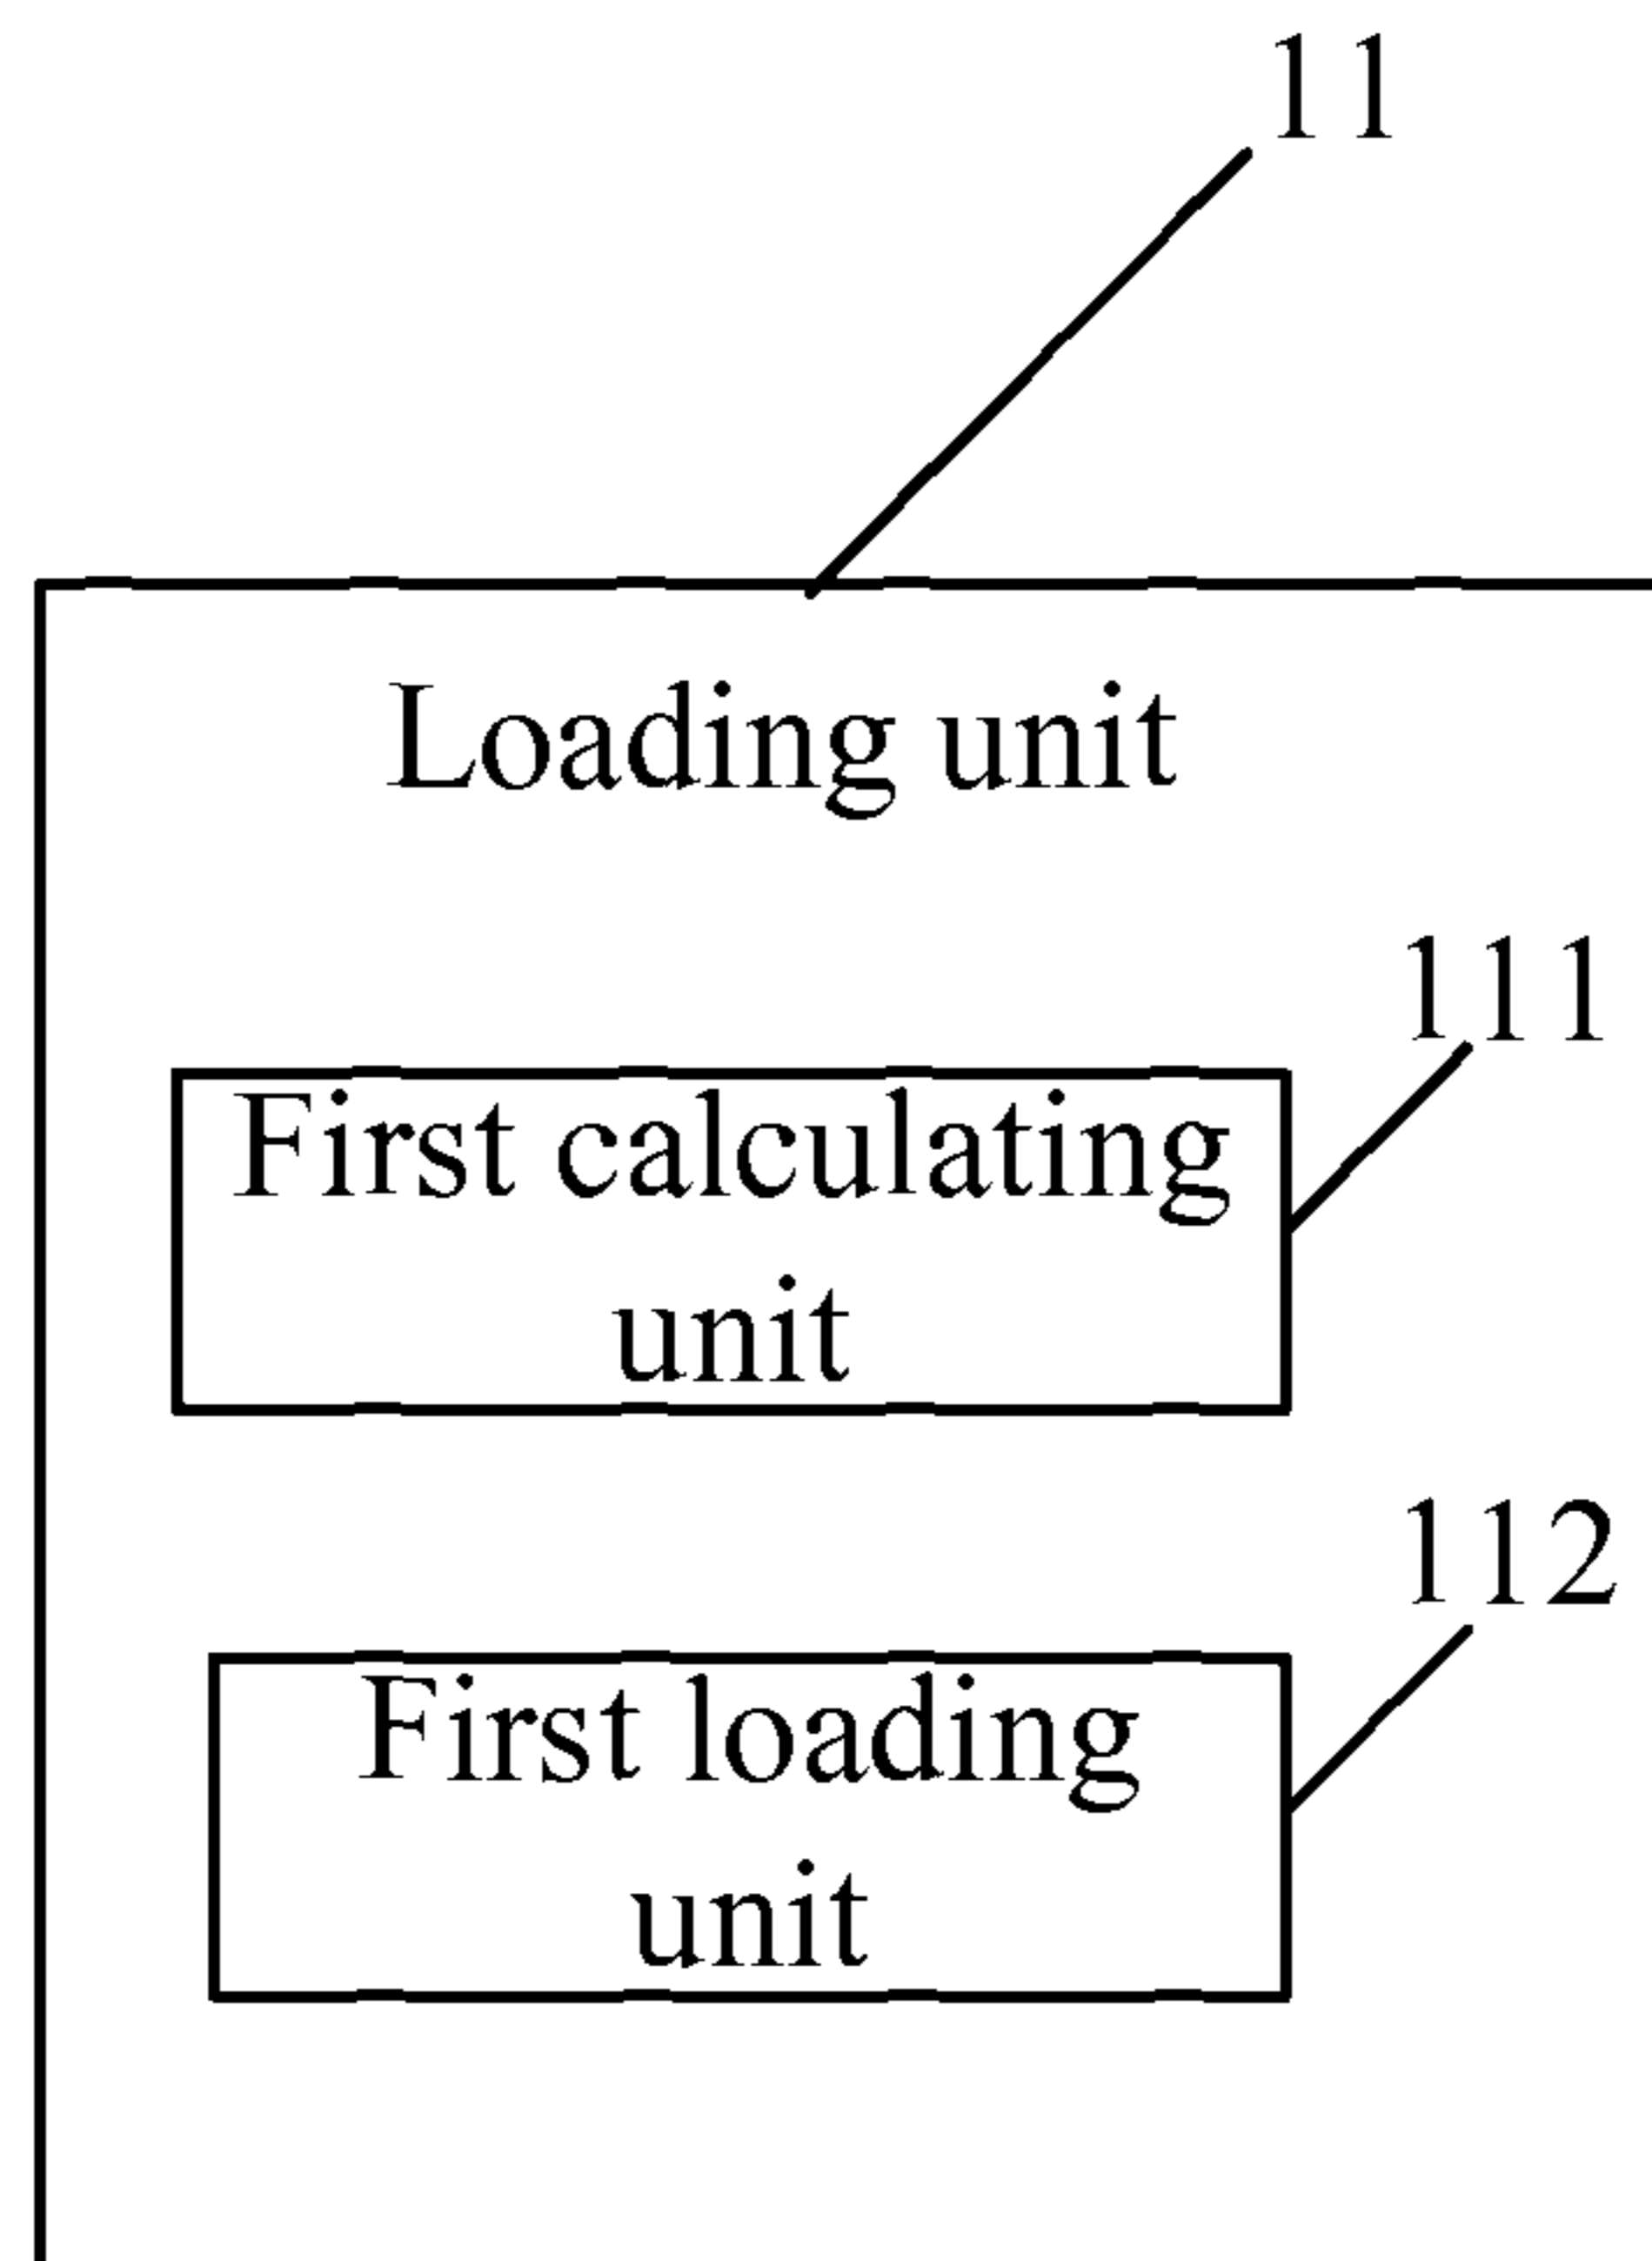 11
Loading unit
111
First calculating
unit
112
First loading
unit